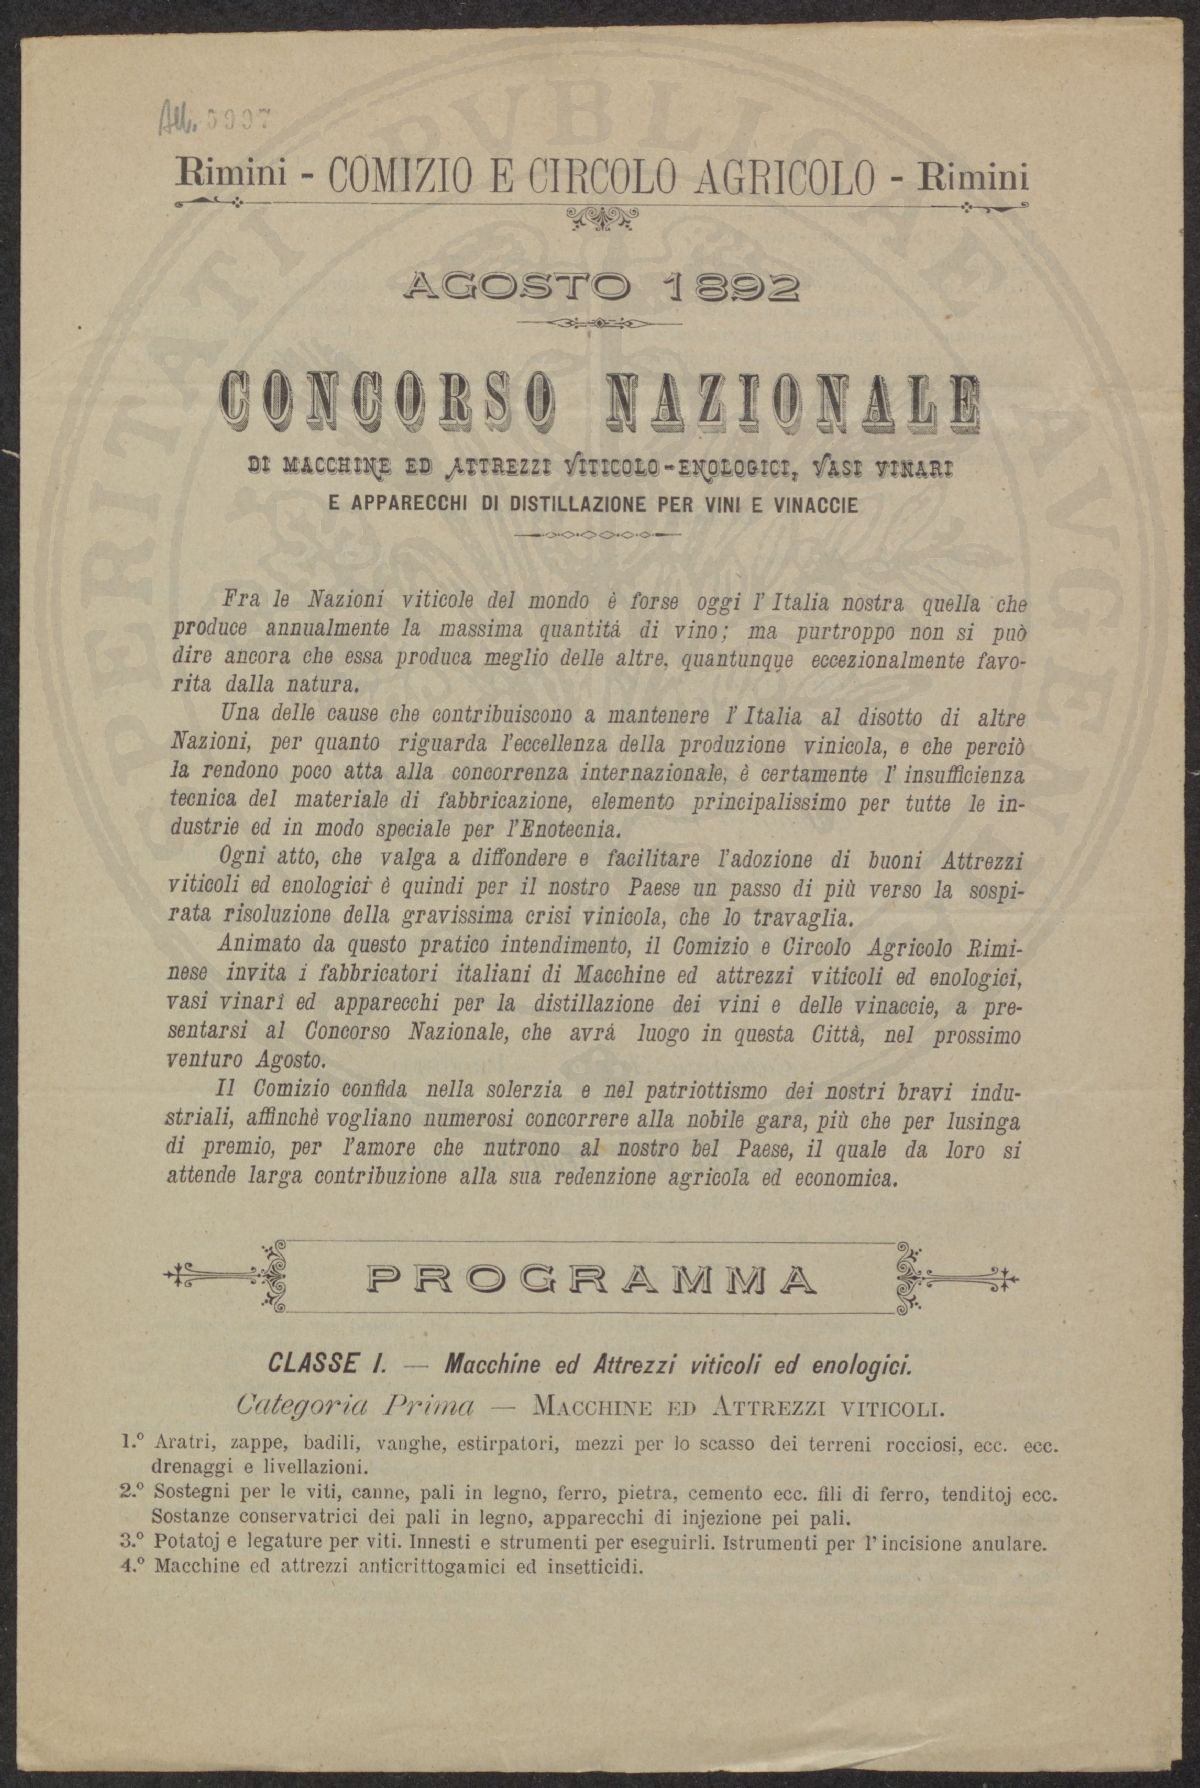 All. 5997
Rimini - COMIZIO E CIRCOLO AGRICOLO - Rimini
AGOSTO 1892
CONCORSO NAZIONALE
DI MACCHINE ED ATTREZZI VITICOLO-ENOLOGICI, VASI VINARI
E APPARECCHI DI DISTILLAZIONE PER VINI E VINACCIE
Fra le Nazioni viticole del mondo è forse oggi l'Italia nostra quella che
produce annualmente la massima quantitá di vino; ma purtroppo non si può
dire ancora che essa produca meglio delle altre, quantunque eccezionalmente favo-
rita dalla natura.
Una delle cause che contribuiscono a mantenere l'Italia al disotto di altre
Nazioni, per quanto riguarda l'eccellenza della produzione vinicola, e che perciò
la rendono poco atta alla concorrenza internazionale, è certamente l'insufficienza
tecnica del materiale di fabbricazione, elemento principalissimo per tutte le in-
dustrie ed in modo speciale per l'Enotecnia.
Ogni atto, che valga a diffondere e facilitare l'adozione di buoni Attrezzi
viticoli ed enologici è quindi per il nostro Paese un passo di più verso la sospi-
rata risoluzione della gravissima crisi vinicola, che lo travaglia.
Animato da questo pratico intendimento, il Comizio e Circolo Agricolo Rimi-
nese invita i fabbricatori italiani di Macchine ed attrezzi viticoli ed enologici,
vasi vinarî ed apparecchi per la distillazione dei vini e delle vinaccie, a pre-
sentarsi al Concorso Nazionale, che avrá luogo in questa Città, nel prossimo
venturo Agosto.
Il Comizio confida nella solerzia e nel patriottismo dei nostri bravi indu-
striali, affinchè vogliano numerosi concorrere alla nobile gara, più che per lusinga
di premio, per l'amore che nutrono al nostro bel Paese, il quale da loro si
attende larga contribuzione alla sua redenzione agricola ed economica.
PROGRAMMA
CLASSE I. — Macchine ed Attrezzi viticoli ed enologici.
Categoria Prima — MACCHINE ED ATTREZZI VITICOLI.
1.º Aratri, zappe, badili, vanghe, estirpatori, mezzi per lo scasso dei terreni rocciosi, ecc. ecc.
drenaggi e livellazioni.
2.º Sostegni per le viti, canne, pali in legno, ferro, pietra, cemento ecc. fili di ferro, tenditoj ecc.
Sostanze conservatrici dei pali in legno, apparecchi di injezione pei pali.
3.º Potatoj e legature per viti. Innesti e strumenti per eseguirli. Istrumenti per l'incisione anulare.
4.º Macchine ed attrezzi anticrittogamici ed insetticidi.